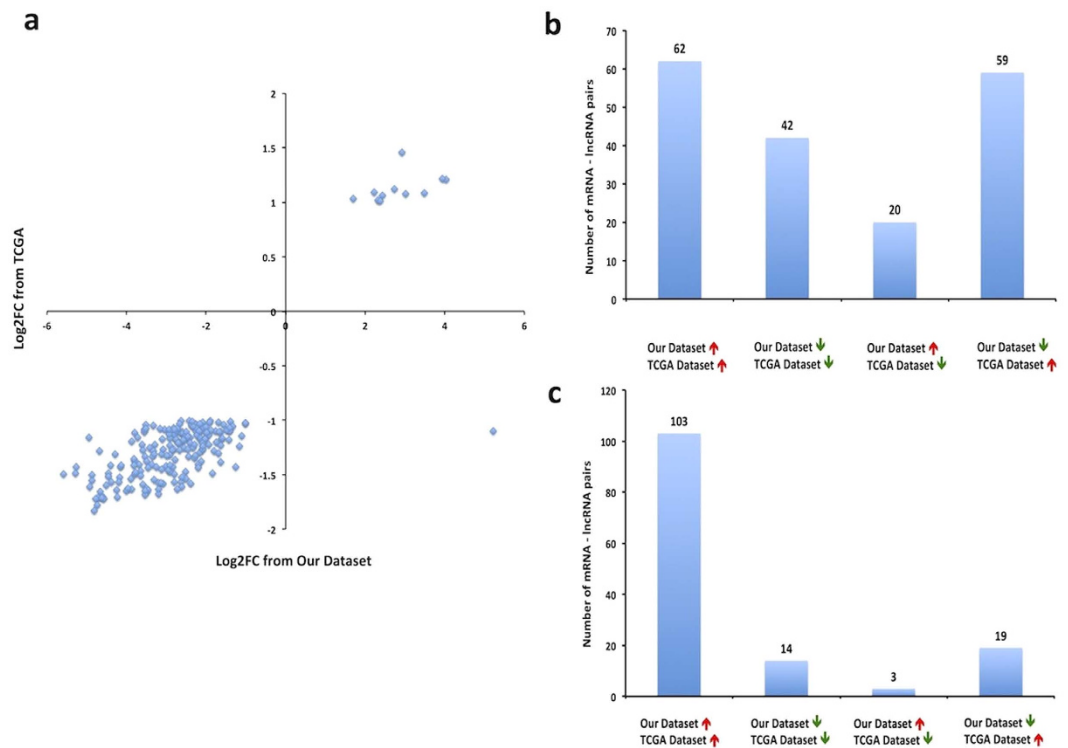 a
2
1.5
1
0.5
0
-6
-4
-2
0
2
4
6
-0.5
-1
-1.5
-2
Log2FC from TCGA
Log2FC from Our Dataset
b
Number of mRNA - lncRNA pairs
70
60
50
40
30
20
10
0
62
42
20
59
Our Dataset ↑
TCGA Dataset ↑
Our Dataset ↓
TCGA Dataset ↓
Our Dataset ↑
TCGA Dataset ↓
Our Dataset ↓
TCGA Dataset ↑
c
Number of mRNA - lncRNA pairs
120
100
80
60
40
20
0
103
14
3
19
Our Dataset ↑
TCGA Dataset ↑
Our Dataset ↓
TCGA Dataset ↓
Our Dataset ↑
TCGA Dataset ↓
Our Dataset ↓
TCGA Dataset ↑